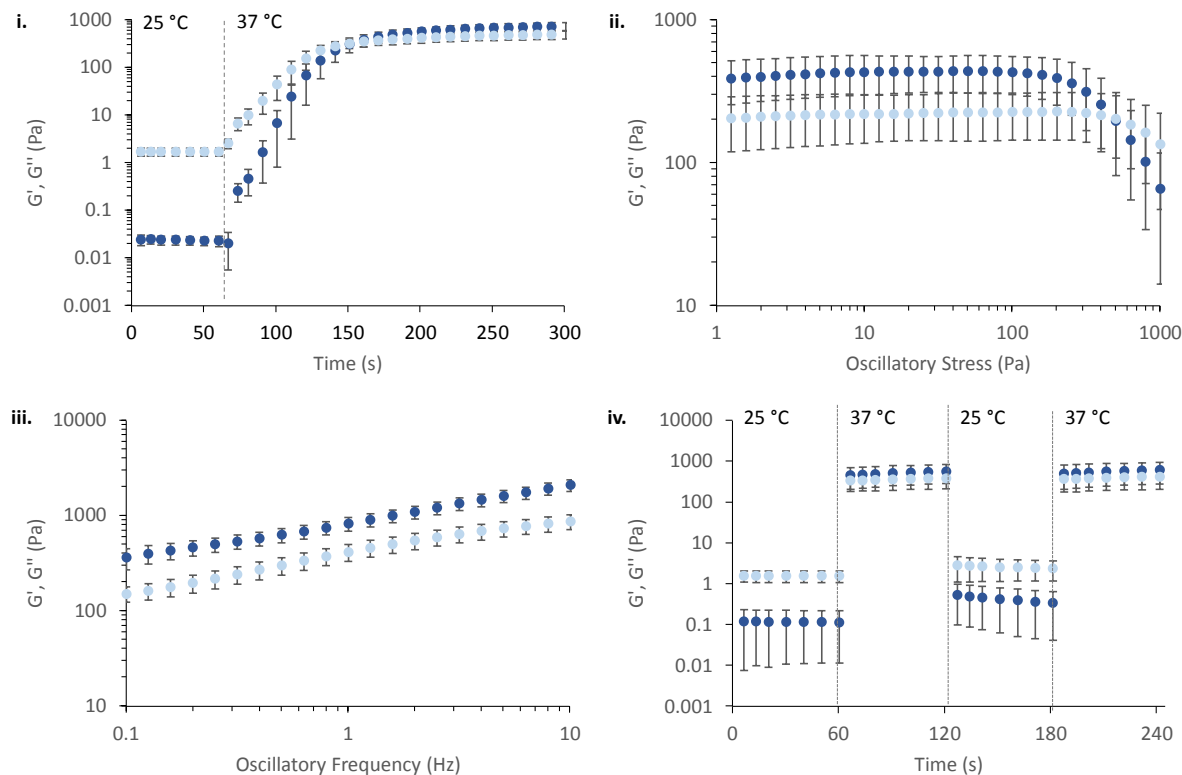 i.
25 °C 37 °C
G', G'' (Pa)
1000
100
10
1
0.1
0.01
0.001
0 50 100 150 200 250 300
Time (s)
ii.
G', G'' (Pa)
1000
100
10
1 10 100 1000
Oscillatory Stress (Pa)
iii.
G', G'' (Pa)
10000
1000
100
10
0.1 1 10
Oscillatory Frequency (Hz)
iv.
25 °C 37 °C 25 °C 37 °C
G', G'' (Pa)
10000
1000
100
10
1
0.1
0.01
0.001
0 60 120 180 240
Time (s)